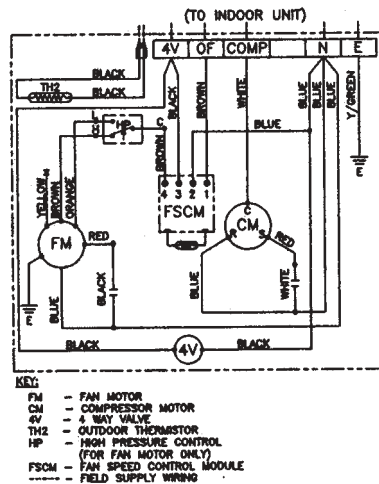 (TO INDOOR UNIT)
4V OF COMP N E
BLACK
TH2
BLACK
BLACK
BROWN
WHITE
BLUE
BLUE
BLUE
Y/GREEN
L HP C
BLUE
E
YELLOW
BROWN
ORANGE
BROWN
4 3 2 1
FSCM
C
CM
R S
FM
RED
RED
BLUE
BLACK
BLUE
WHITE
E
BLACK 4V BLACK
KEY:
FM - FAN MOTOR
CM - COMPRESSOR MOTOR
4V - 4 WAY VALVE
TH2 - OUTDOOR THERMISTOR
HP - HIGH PRESSURE CONTROL
(FOR FAN MOTOR ONLY)
FSCM - FAN SPEED CONTROL MODULE
- FIELD SUPPLY WIRING